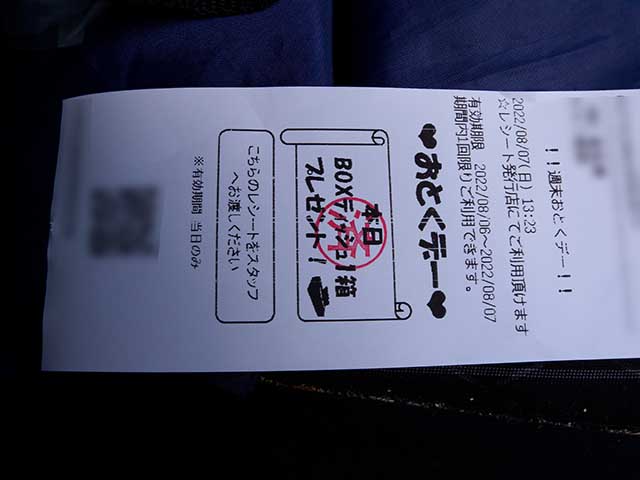 ！！週末おとくデー！！
2022/08/07(日) 13:23
☆レシート発行店にてご利用頂けます
有効期限 2022/08/06～2022/08/07
期間内1回限りご利用できます。
♥おとくデー♥
本日
済
BOXティッシュ1箱
プレゼント！
こちらのレシートをスタッフ
へお渡しください
※有効期間 当日のみ